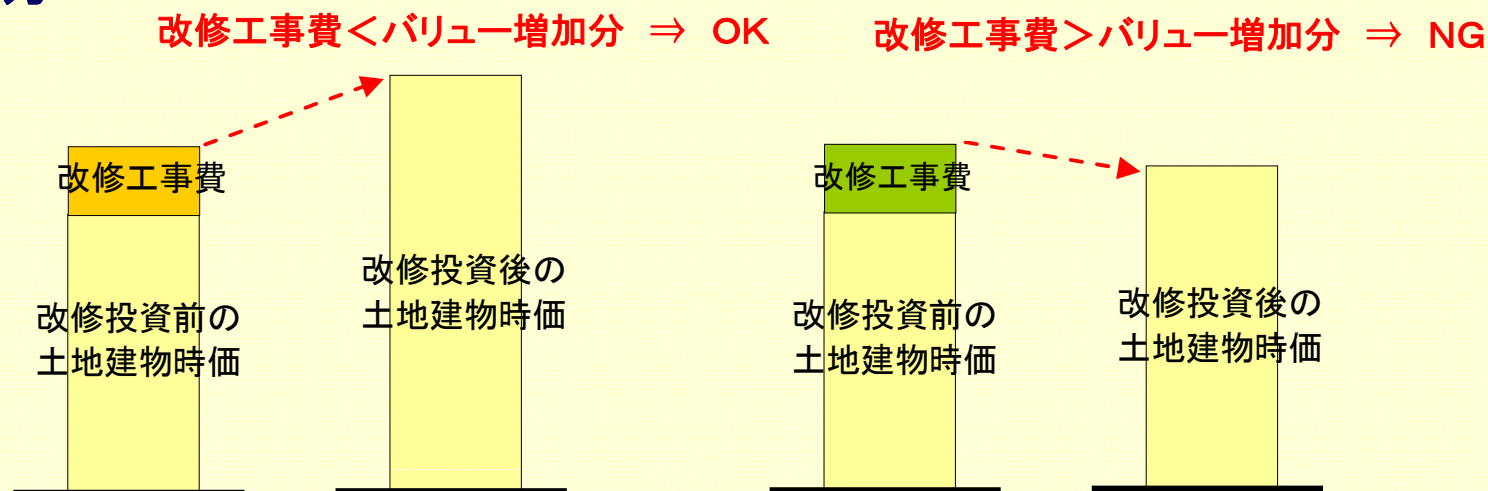 改修工事費＜バリュー増加分 ⇒ OK
改修工事費
改修投資前の
土地建物時価
改修投資後の
土地建物時価
改修工事費＞バリュー増加分 ⇒ NG
改修工事費
改修投資前の
土地建物時価
改修投資後の
土地建物時価